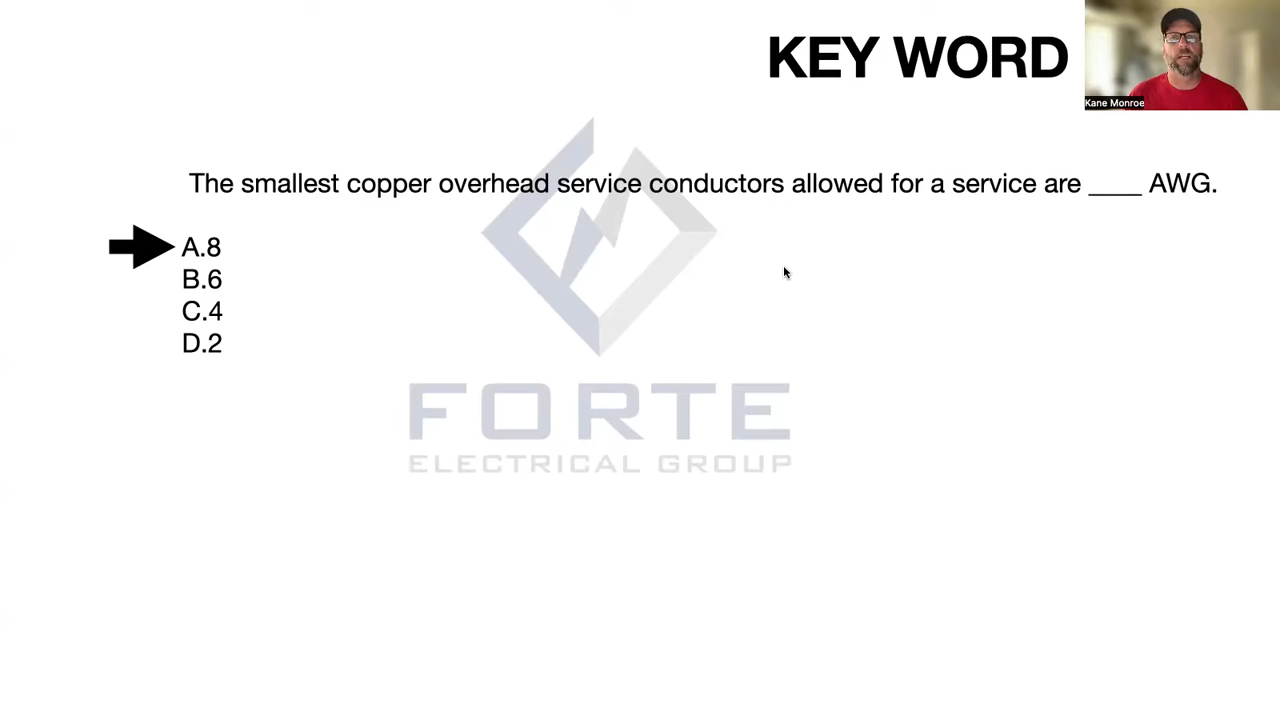 KEY WORD
Kane Monroe
The smallest copper overhead service conductors allowed for a service are ____ AWG.
A.8
B.6
C.4
D.2
FORTE
ELECTRICAL GROUP